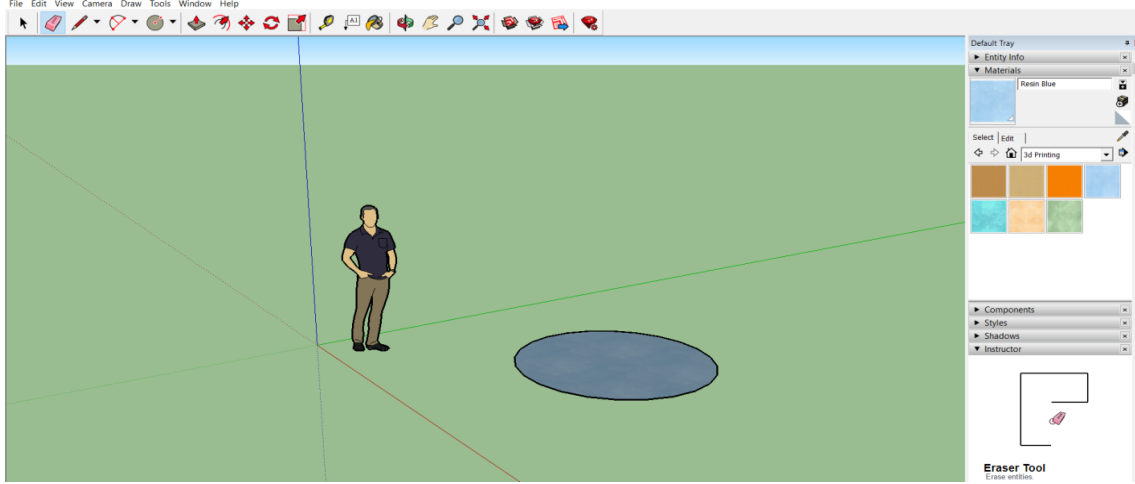 File Edit View Camera Draw Tools Window Help
A1
Default Tray
Entity Info
Materials
Resin Blue
Select Edit
3d Printing
Components
Styles
Shadows
Instructor
Eraser Tool
Erase entities.